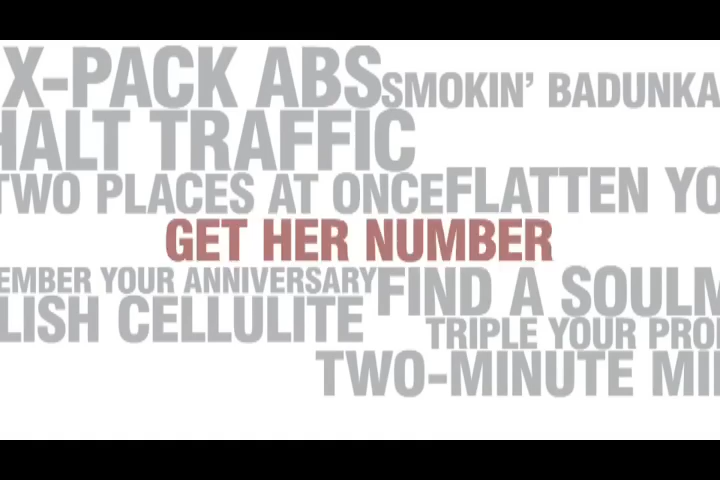 X-PACK ABS SMOKIN' BADUNKA
HALT TRAFFIC
TWO PLACES AT ONCE FLATTEN YO
GET HER NUMBER
EMBER YOUR ANNIVERSARY FIND A SOULM
LISH CELLULITE
TRIPLE YOUR PRO
TWO-MINUTE MI